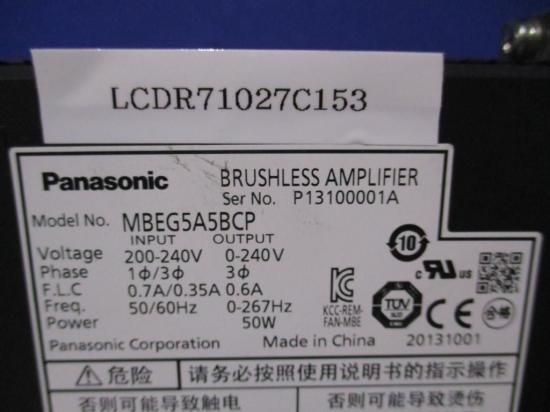 LCDR71027C153
Panasonic BRUSHLESS AMPLIFIER
Ser No. P13100001A
Model No. MBEG5A5BCP
INPUT OUTPUT
Voltage 200-240V 0-240V
Phase 1ϕ/3ϕ 3ϕ
F.L.C 0.7A/0.35A 0.6A
Freq. 50/60Hz 0-267Hz
Power 50W
KCC-REM-
FAN-MBE
10
c RU us
TÜV
SÜD
CE
合格
Panasonic Corporation Made in China 20131001
危险 请务必按照使用说明书的指示操作
否则可能导致触电 否则可能导致烫伤